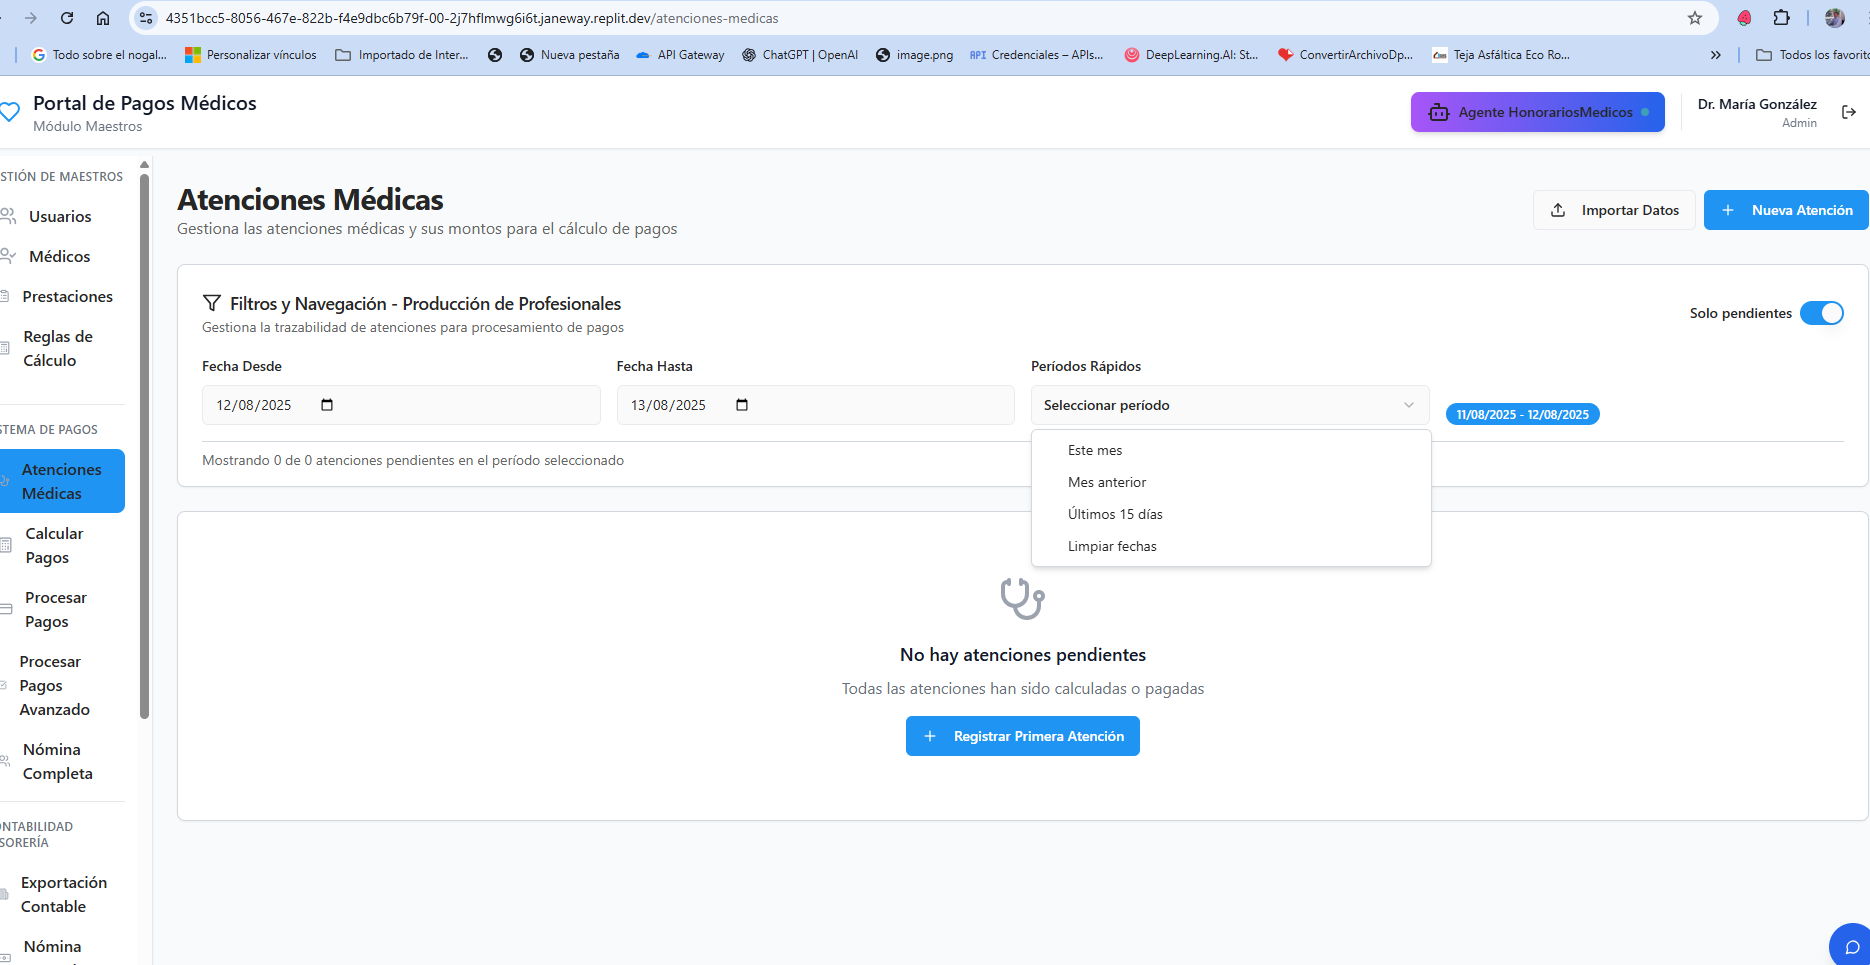 4351bcc5-8056-467e-822b-f4e9dbc6b79f-00-2j7hflmwg6i6t.janeway.replit.dev/atenciones-medicas
Todo sobre el nogal... Personalizar vínculos Importado de Inter... Nueva pestaña API Gateway ChatGPT | OpenAI image.png API Credenciales – APIs... DeepLearning.AI: St... ConvertirArchivoDp... Teja Asfáltica Eco Ro... » Todos los favorito
Portal de Pagos Médicos
Módulo Maestros
Agente HonorariosMedicos
Dr. María González
Admin
STIÓN DE MAESTROS
Usuarios
Médicos
Prestaciones
Reglas de
Cálculo
STEMA DE PAGOS
Atenciones
Médicas
Calcular
Pagos
Procesar
Pagos
Procesar
Pagos
Avanzado
Nómina
Completa
ONTABILIDAD
SORERÍA
Exportación
Contable
Nómina
Atenciones Médicas
Gestiona las atenciones médicas y sus montos para el cálculo de pagos
Importar Datos
+ Nueva Atención
Filtros y Navegación - Producción de Profesionales
Gestiona la trazabilidad de atenciones para procesamiento de pagos
Solo pendientes
Fecha Desde
12/08/2025
Fecha Hasta
13/08/2025
Períodos Rápidos
Seleccionar período
11/08/2025 - 12/08/2025
Este mes
Mes anterior
Últimos 15 días
Limpiar fechas
Mostrando 0 de 0 atenciones pendientes en el período seleccionado
No hay atenciones pendientes
Todas las atenciones han sido calculadas o pagadas
+ Registrar Primera Atención